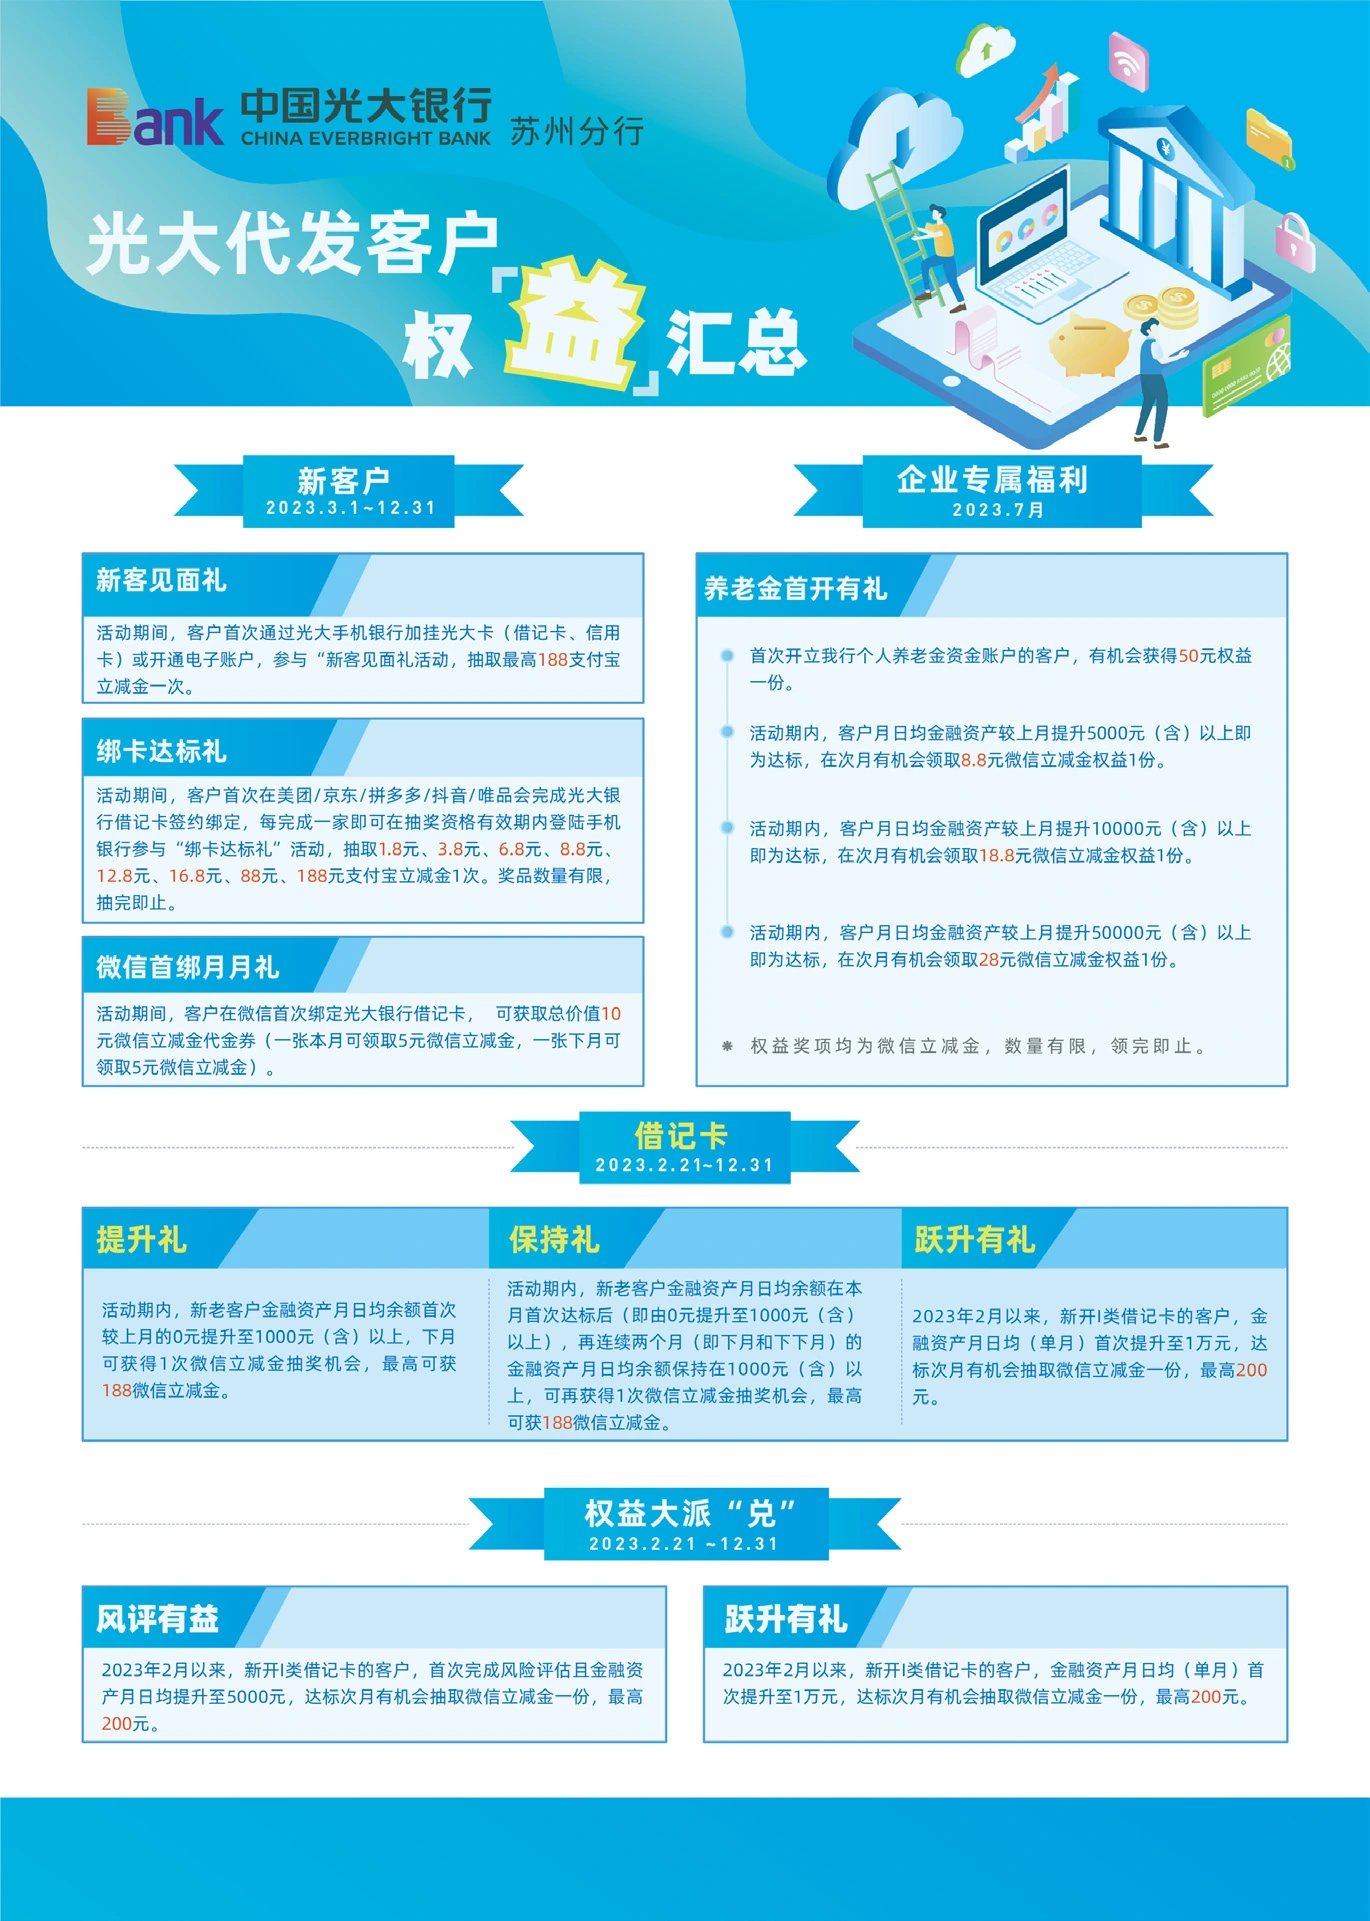 Bank 中国光大银行
CHINA EVERBRIGHT BANK 苏州分行
光大代发客户
权「益」汇总
新客户
2023.3.1~12.31
新客见面礼
活动期间，客户首次通过光大手机银行加挂光大卡（借记卡、信用
卡）或开通电子账户，参与“新客见面礼活动，抽取最高188支付宝
立减金一次。
绑卡达标礼
活动期间，客户首次在美团/京东/拼多多/抖音/唯品会完成光大银
行借记卡签约绑定，每完成一家即可在抽奖资格有效期内登陆手机
银行参与“绑卡达标礼”活动，抽取1.8元、3.8元、6.8元、8.8元、
12.8元、16.8元、88元、188元支付宝立减金1次。奖品数量有限，
抽完即止。
微信首绑月月礼
活动期间，客户在微信首次绑定光大银行借记卡， 可获取总价值10
元微信立减金代金券（一张本月可领取5元微信立减金，一张下月可
领取5元微信立减金）。
企业专属福利
2023.7月
养老金首开有礼
首次开立我行个人养老金资金账户的客户，有机会获得50元权益
一份。
活动期内，客户月日均金融资产较上月提升5000元（含）以上即
为达标，在次月有机会领取8.8元微信立减金权益1份。
活动期内，客户月日均金融资产较上月提升10000元（含）以上
即为达标，在次月有机会领取18.8元微信立减金权益1份。
活动期内，客户月日均金融资产较上月提升50000元（含）以上
即为达标，在次月有机会领取28元微信立减金权益1份。
* 权益奖项均为微信立减金，数量有限，领完即止。
借记卡
2023.2.21~12.31
提升礼
活动期内，新老客户金融资产月日均余额首次
较上月的0元提升至1000元（含）以上，下月
可获得1次微信立减金抽奖机会，最高可获
188微信立减金。
保持礼
活动期内，新老客户金融资产月日均余额在本
月首次达标后（即由0元提升至1000元（含）
以上），再连续两个月（即下月和下下月）的
金融资产月日均余额保持在1000元（含）以
上，可再获得1次微信立减金抽奖机会，最高
可获188微信立减金。
跃升有礼
2023年2月以来，新开I类借记卡的客户，金
融资产月日均（单月）首次提升至1万元，达
标次月有机会抽取微信立减金一份，最高200
元。
权益大派“兑”
2023.2.21 ~12.31
风评有益
2023年2月以来，新开I类借记卡的客户，首次完成风险评估且金融资
产月日均提升至5000元，达标次月有机会抽取微信立减金一份，最高
200元。
跃升有礼
2023年2月以来，新开I类借记卡的客户，金融资产月日均（单月）首
次提升至1万元，达标次月有机会抽取微信立减金一份，最高200元。